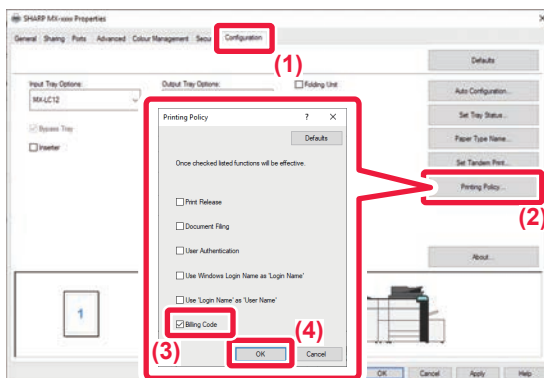 SHARP MX-xxxx Properties
General Sharing Ports Advanced Colour Management Secu Configuration
(1)
Defaults
Input Tray Options:
MX-LC12
Output Tray Options:
Folding Unit
Auto Configuration...
Set Tray Status...
Paper Type Name...
Set Tandem Print...
Printing Policy...
(2)
About...
Bypass Tray
Inserter
Printing Policy ? ×
Defaults
Once checked listed functions will be effective.
Print Release
Document Filing
User Authentication
Use Windows Login Name as 'Login Name'
Use 'Login Name' as 'User Name'
Billing Code
(3)
(4)
OK Cancel
1
OK Cancel Apply Help